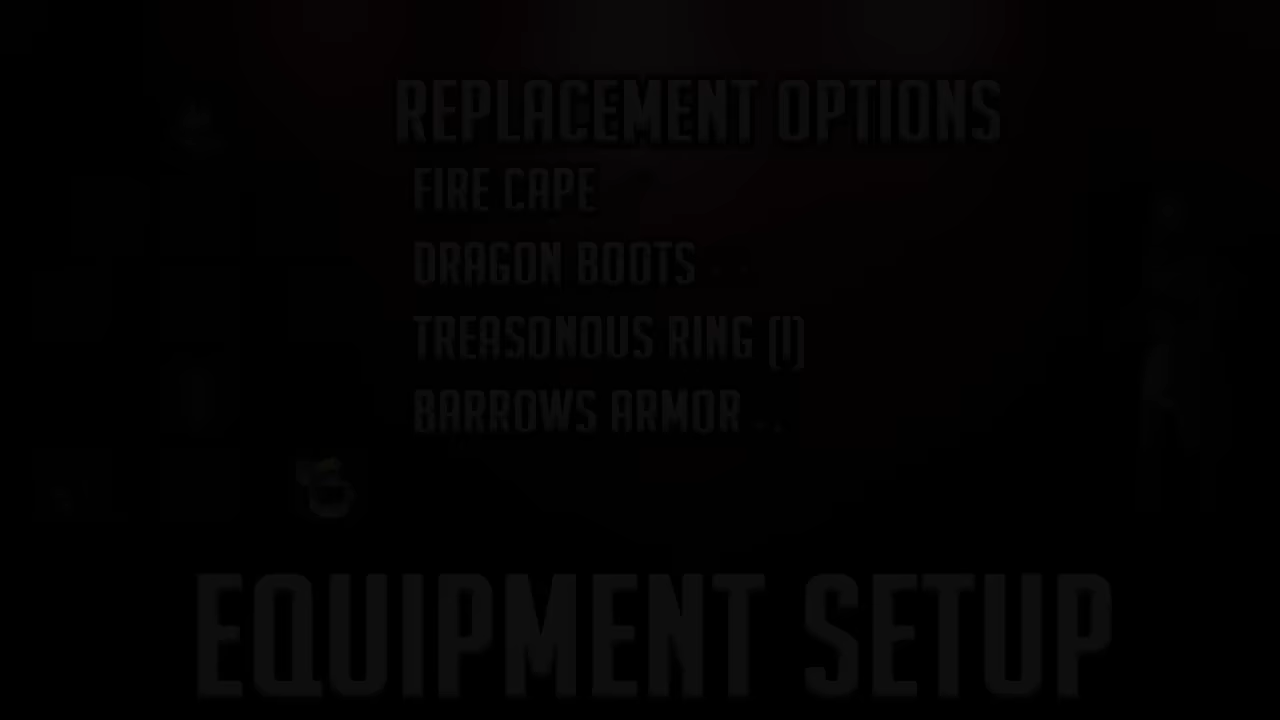 REPLACEMENT OPTIONS
FIRE CAPE
DRAGON BOOTS
TREASONOUS RING (I)
BARROWS ARMOR
EQUIPMENT SETUP